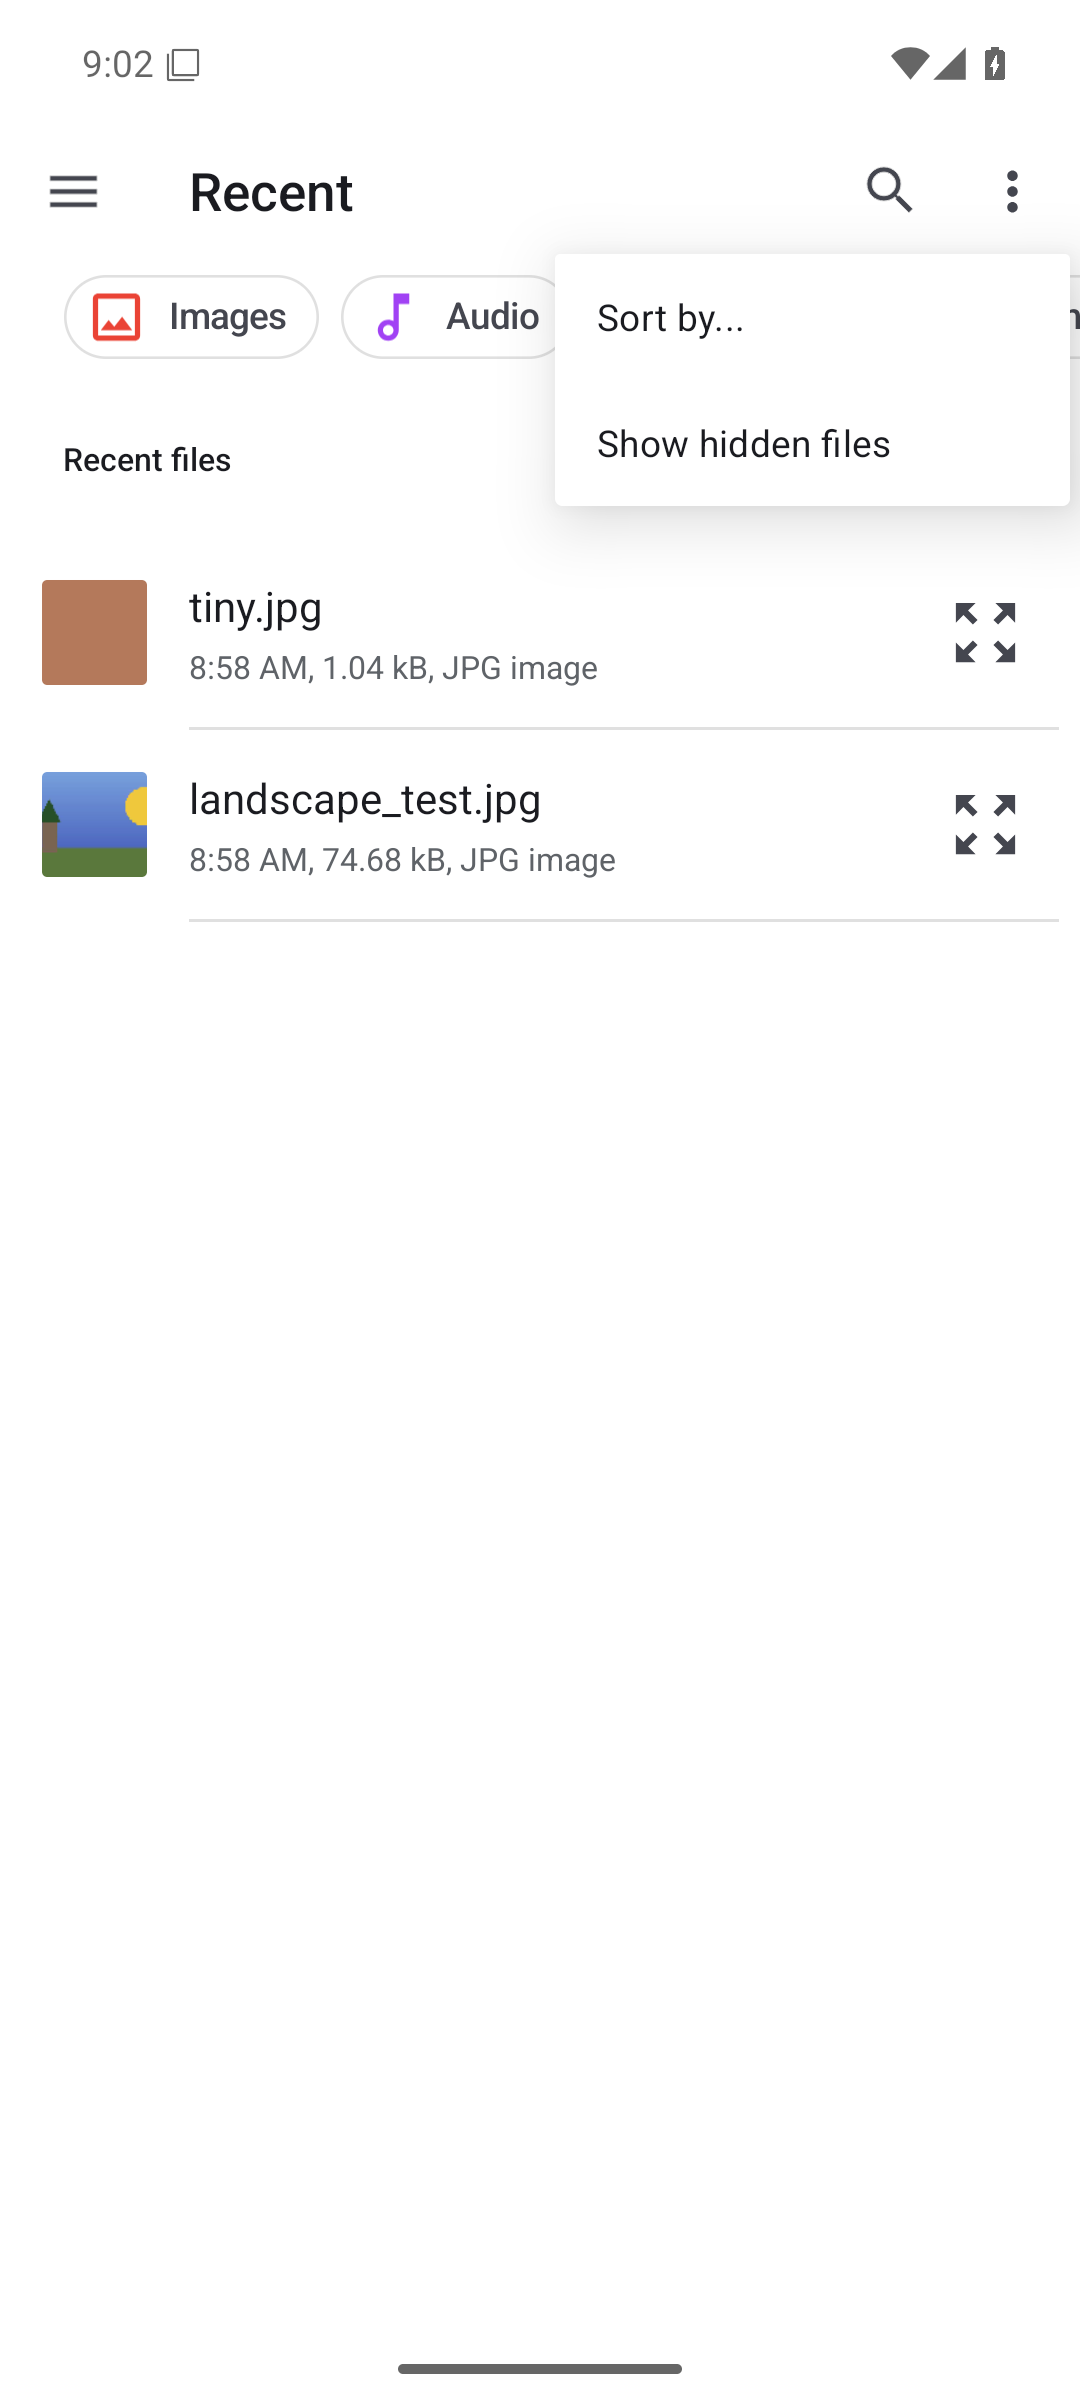 9:02
Recent
Images
Audio
Sort by...
Show hidden files
Recent files
tiny.jpg
8:58 AM, 1.04 kB, JPG image
landscape_test.jpg
8:58 AM, 74.68 kB, JPG image